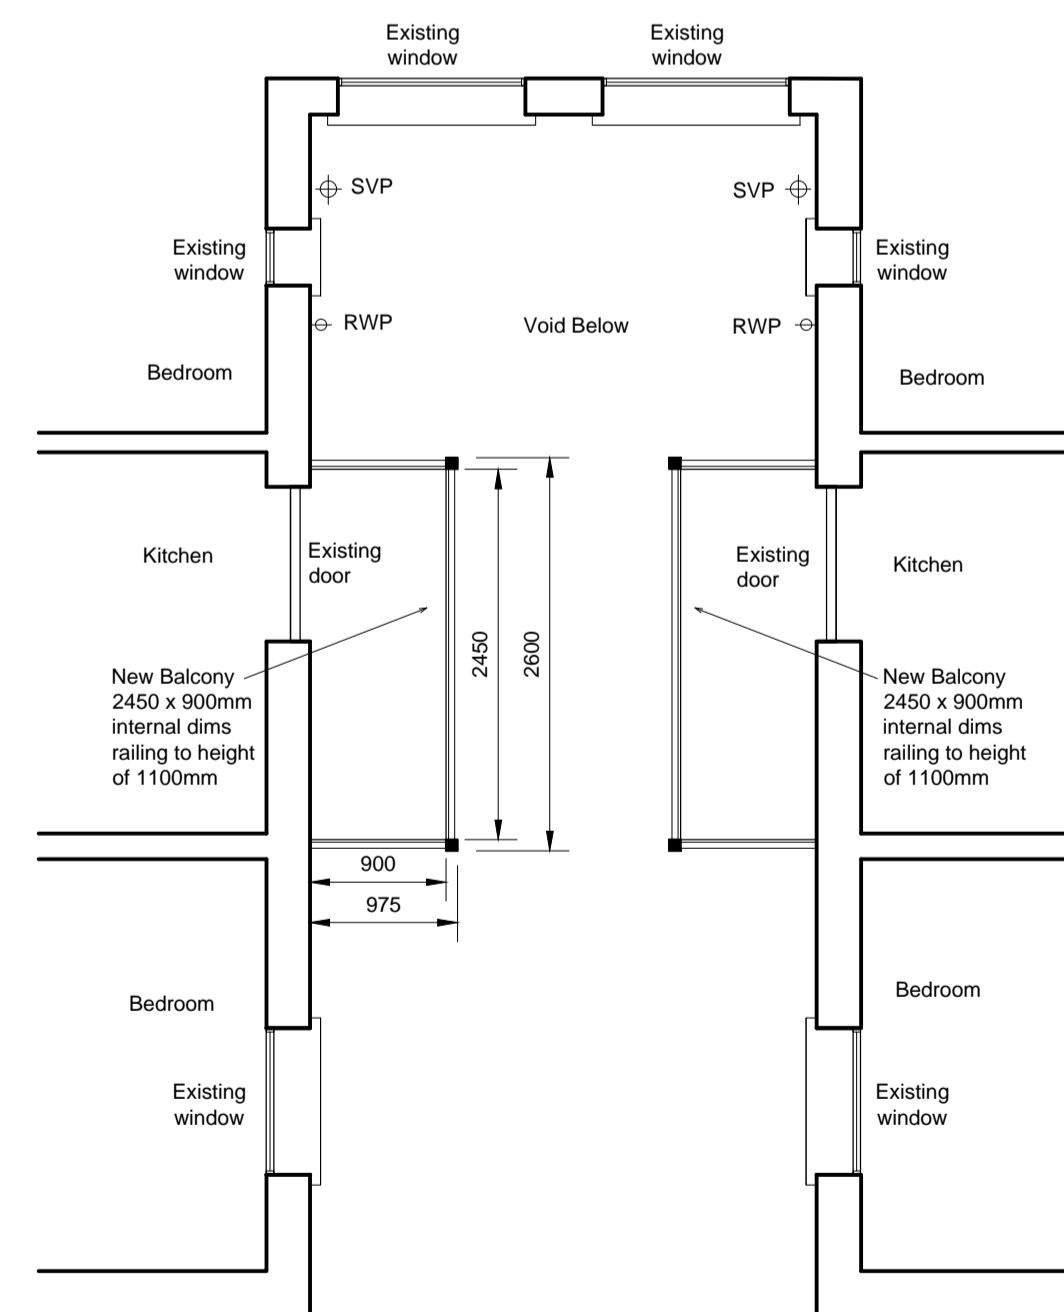 Existing
window
Existing
window
SVP
SVP
Existing
window
Existing
window
RWP
Void Below
RWP
Bedroom
Bedroom
Kitchen
Existing
door
Existing
door
Kitchen
2450
2600
New Balcony
2450 x 900mm
internal dims
railing to height
of 1100mm
New Balcony
2450 x 900mm
internal dims
railing to height
of 1100mm
900
975
Bedroom
Bedroom
Existing
window
Existing
window